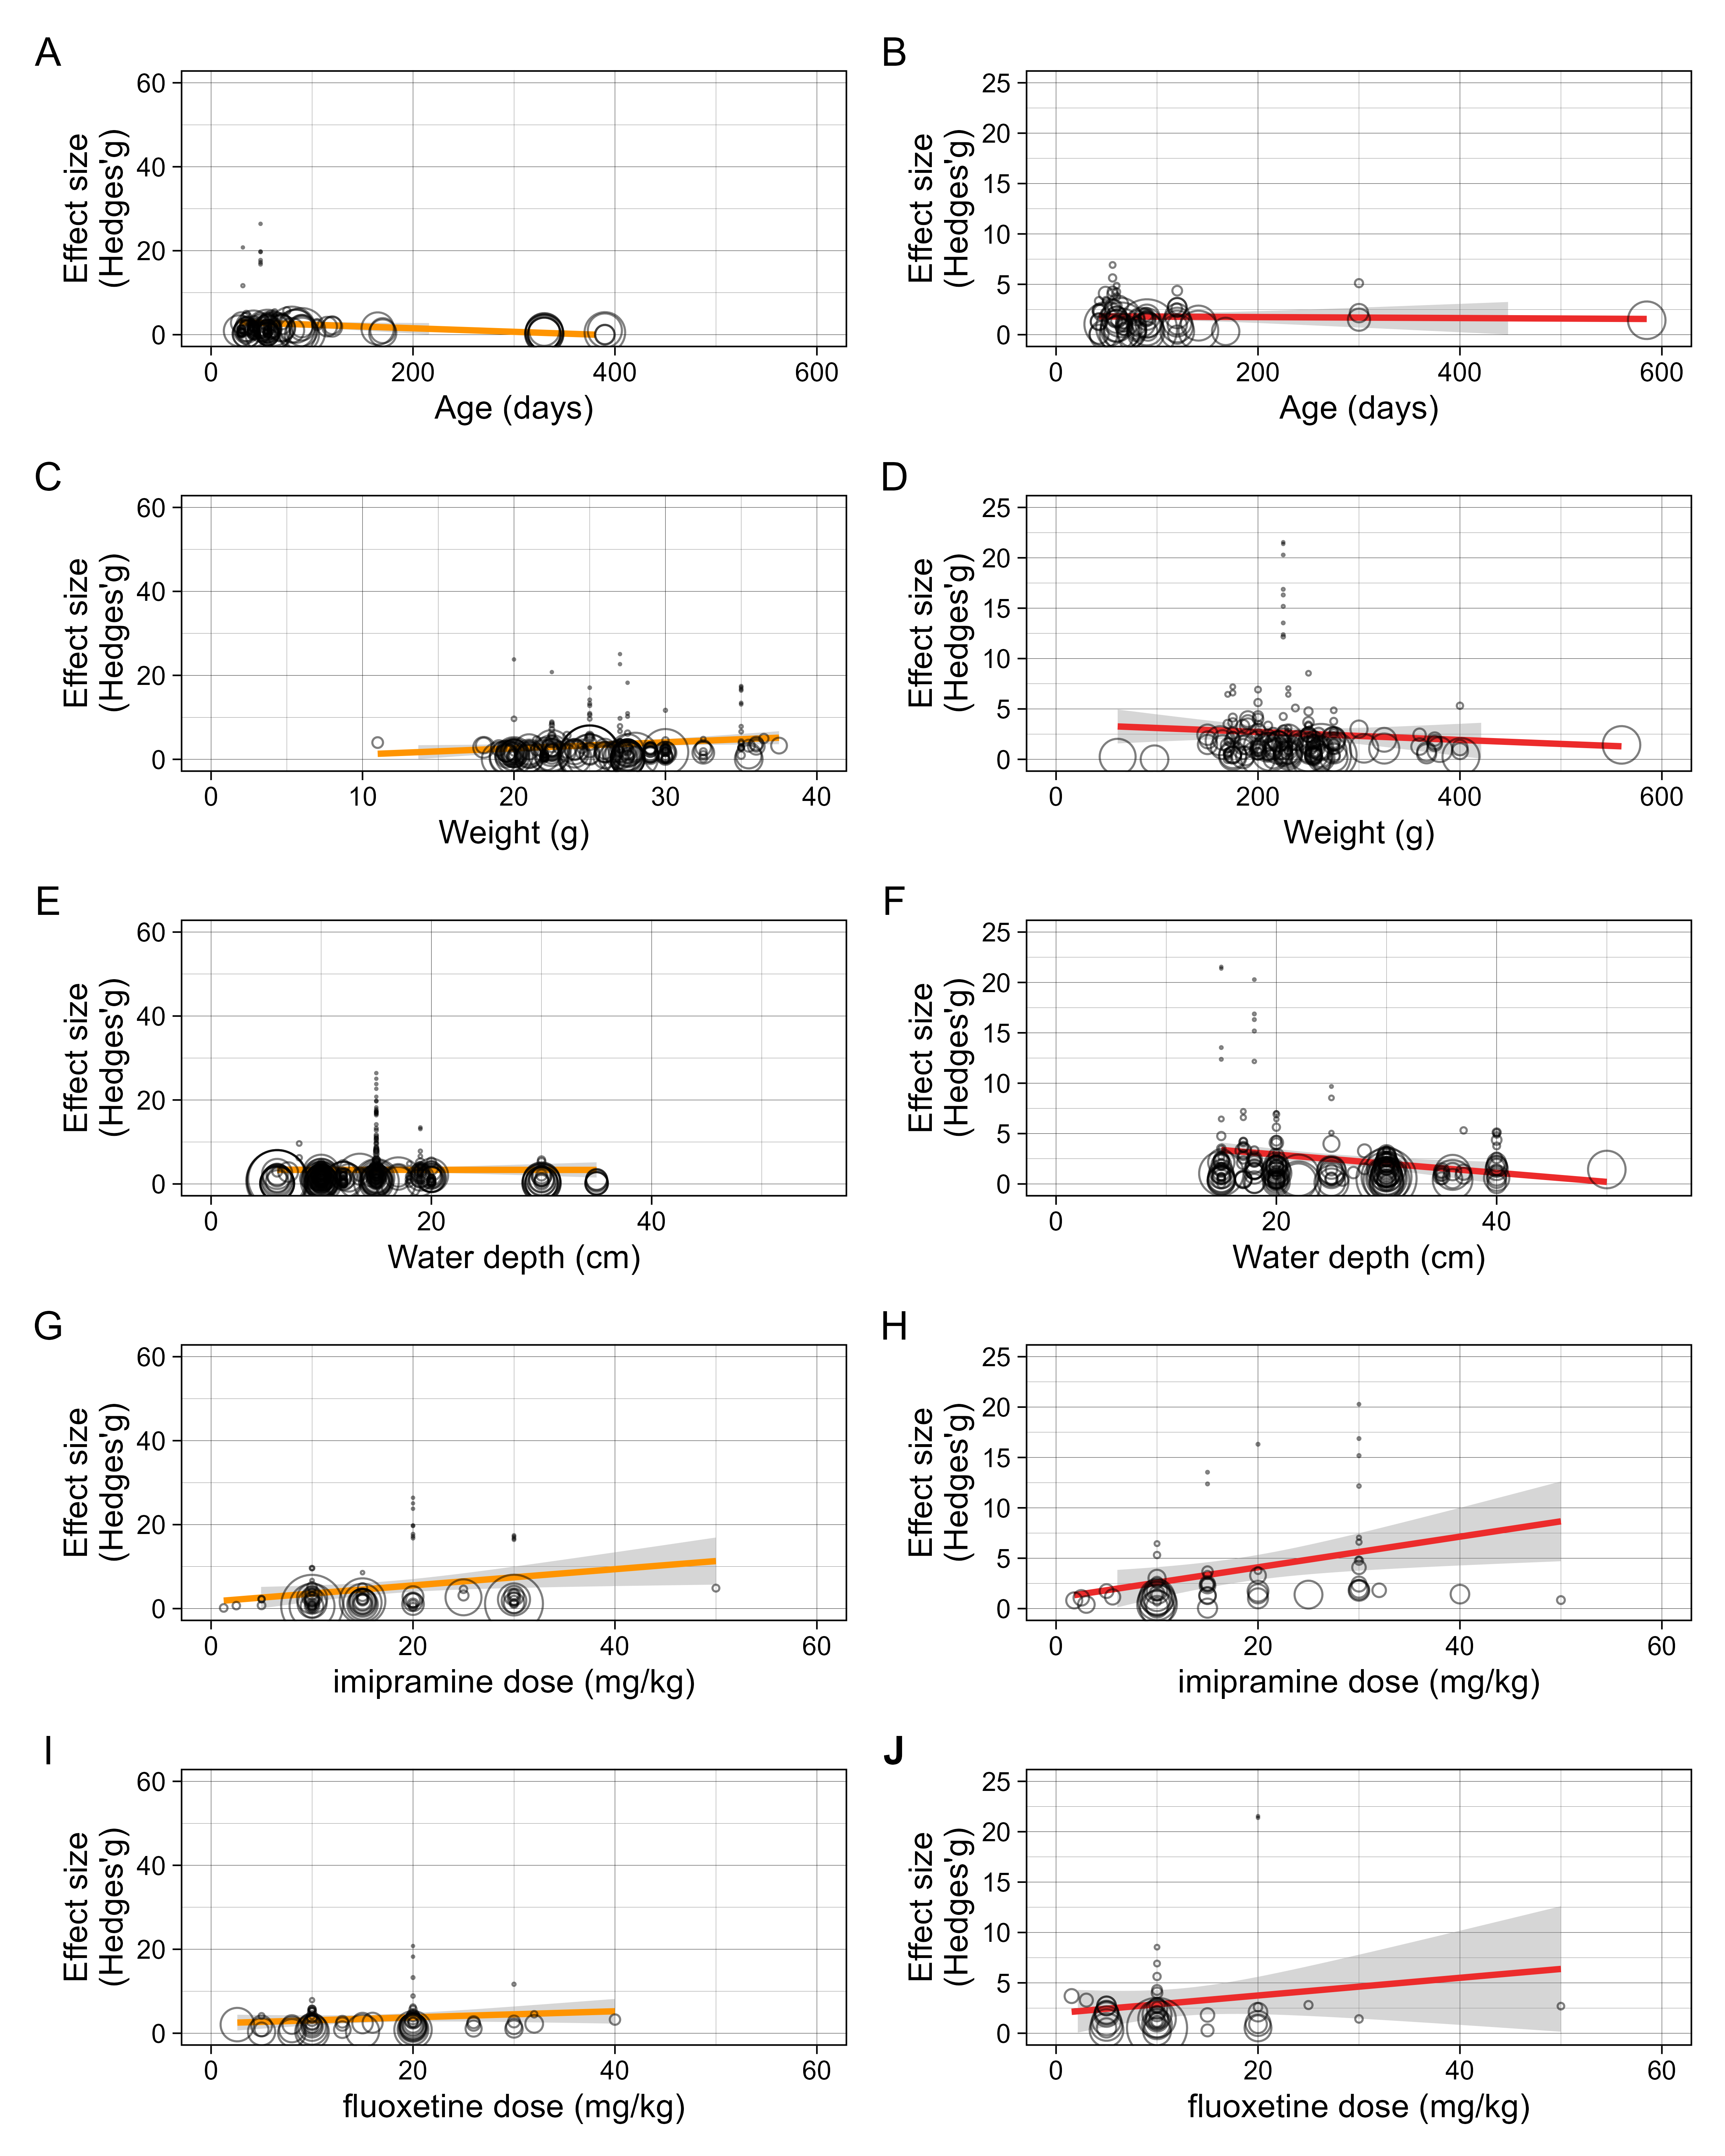 A
Effect size
(Hedges'g)
60
40
20
0
0 200 400 600
Age (days)
B
Effect size
(Hedges'g)
25
20
15
10
5
0
0 200 400 600
Age (days)
C
Effect size
(Hedges'g)
60
40
20
0
0 10 20 30 40
Weight (g)
D
Effect size
(Hedges'g)
25
20
15
10
5
0
0 200 400 600
Weight (g)
E
Effect size
(Hedges'g)
60
40
20
0
0 20 40
Water depth (cm)
F
Effect size
(Hedges'g)
25
20
15
10
5
0
0 20 40
Water depth (cm)
G
Effect size
(Hedges'g)
60
40
20
0
0 20 40 60
imipramine dose (mg/kg)
H
Effect size
(Hedges'g)
25
20
15
10
5
0
0 20 40 60
imipramine dose (mg/kg)
I
Effect size
(Hedges'g)
60
40
20
0
0 20 40 60
fluoxetine dose (mg/kg)
J
Effect size
(Hedges'g)
25
20
15
10
5
0
0 20 40 60
fluoxetine dose (mg/kg)